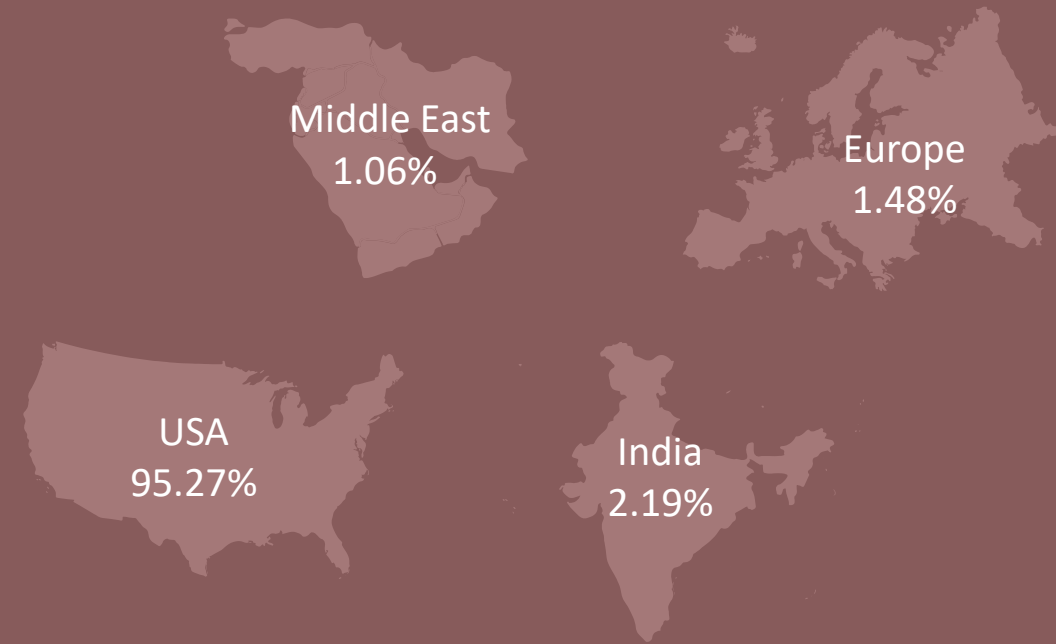 Middle East
1.06%
Europe
1.48%
USA
95.27%
India
2.19%